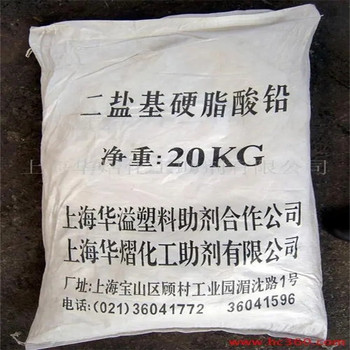 二盐基硬脂酸铅
净重:20KG
上海华溢塑料助剂合作公司
上海华熠化工助剂有限公司
厂址:上海宝山区顾村工业园湄沈路1号
电话:(021)36041772 36041596